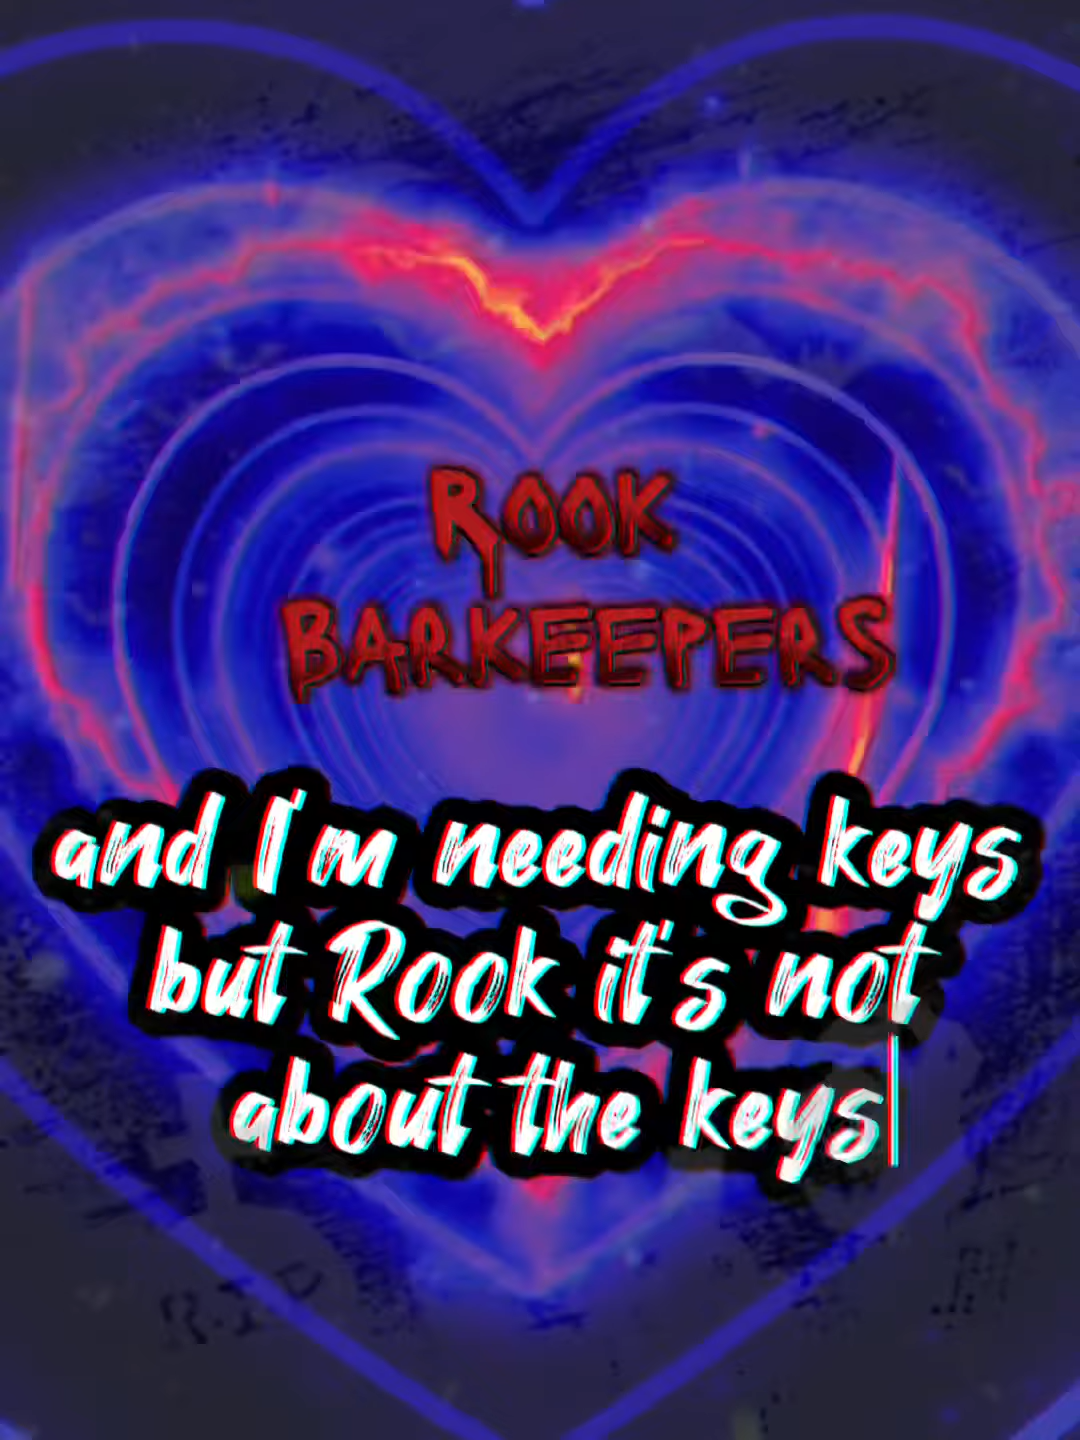 ROOK
BARKEEPERS
and I'm needing keys
but Rook it's not
about the keys
R.I.P